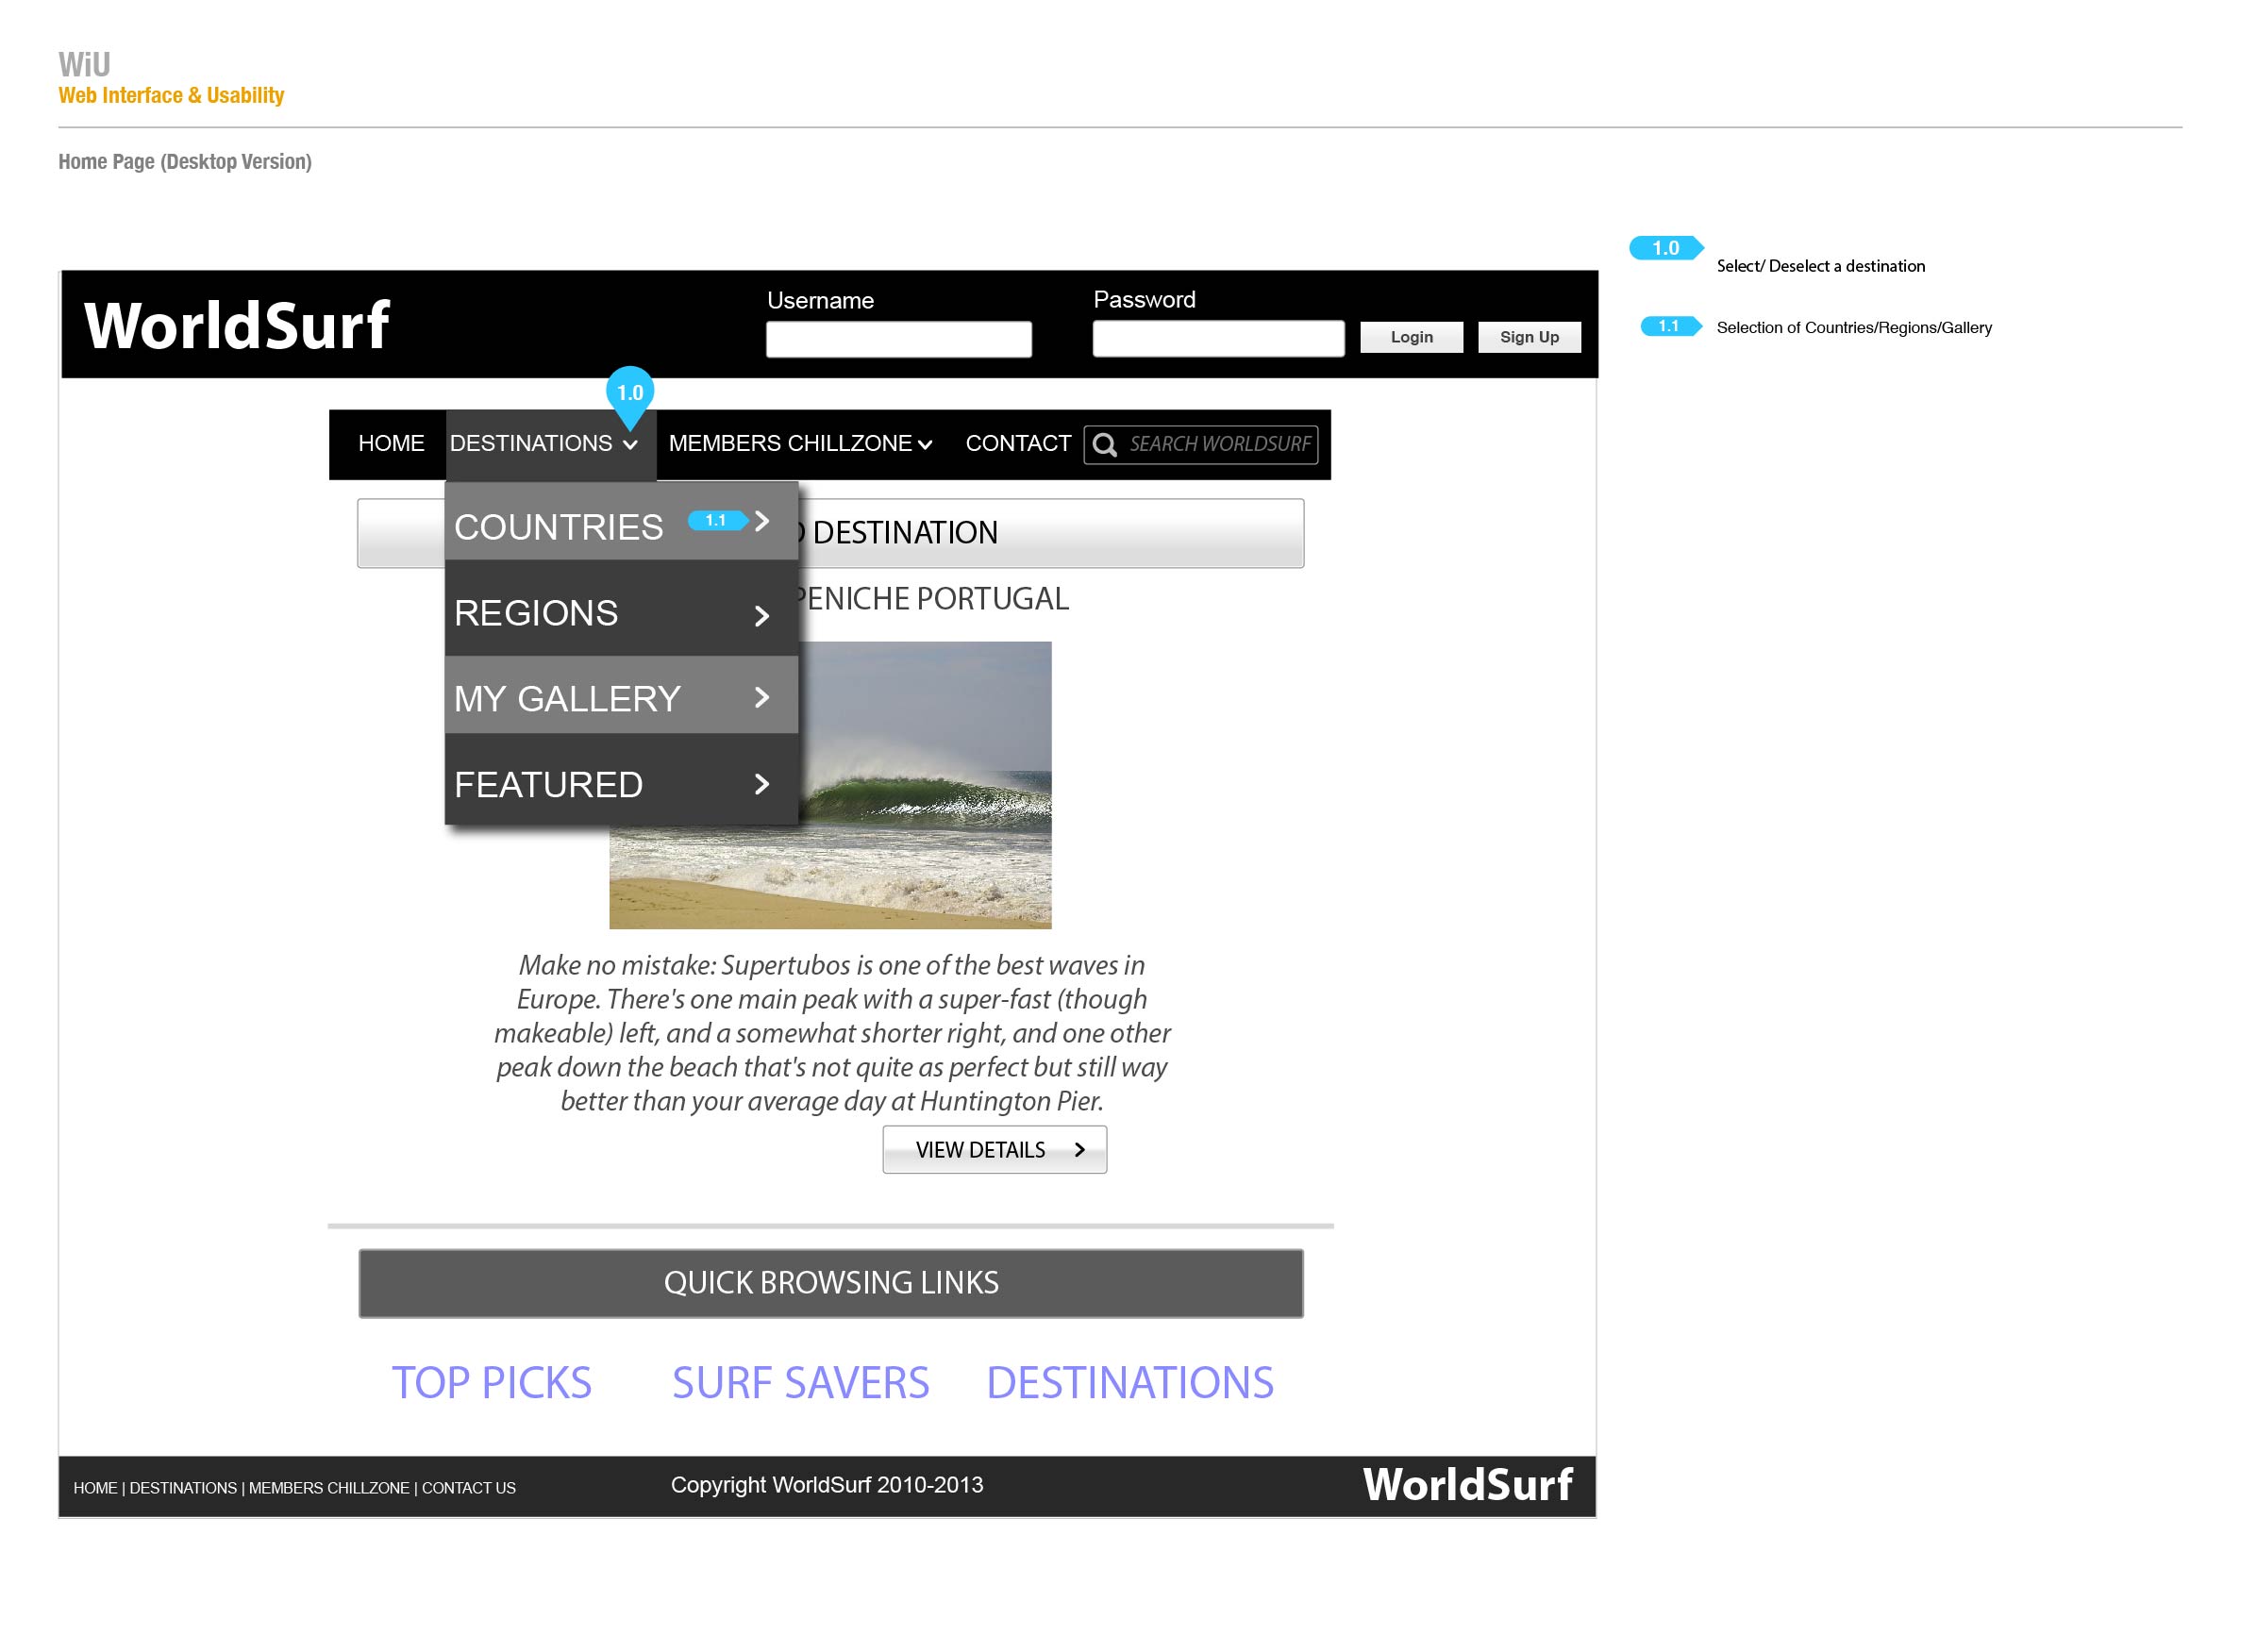 WiU
Web Interface & Usability
Home Page (Desktop Version)
1.0
Select/ Deselect a destination
1.1
Selection of Countries/Regions/Gallery
WorldSurf
Username
Password
Login
Sign Up
1.0
HOME
DESTINATIONS
MEMBERS CHILLZONE
CONTACT
SEARCH WORLDSURF
COUNTRIES
1.1
REGIONS
MY GALLERY
FEATURED
DESTINATION
PENICHE PORTUGAL
Make no mistake: Supertubos is one of the best waves in
Europe. There's one main peak with a super-fast (though
makeable) left, and a somewhat shorter right, and one other
peak down the beach that's not quite as perfect but still way
better than your average day at Huntington Pier.
VIEW DETAILS
QUICK BROWSING LINKS
TOP PICKS
SURF SAVERS
DESTINATIONS
HOME | DESTINATIONS | MEMBERS CHILLZONE | CONTACT US
Copyright WorldSurf 2010-2013
WorldSurf